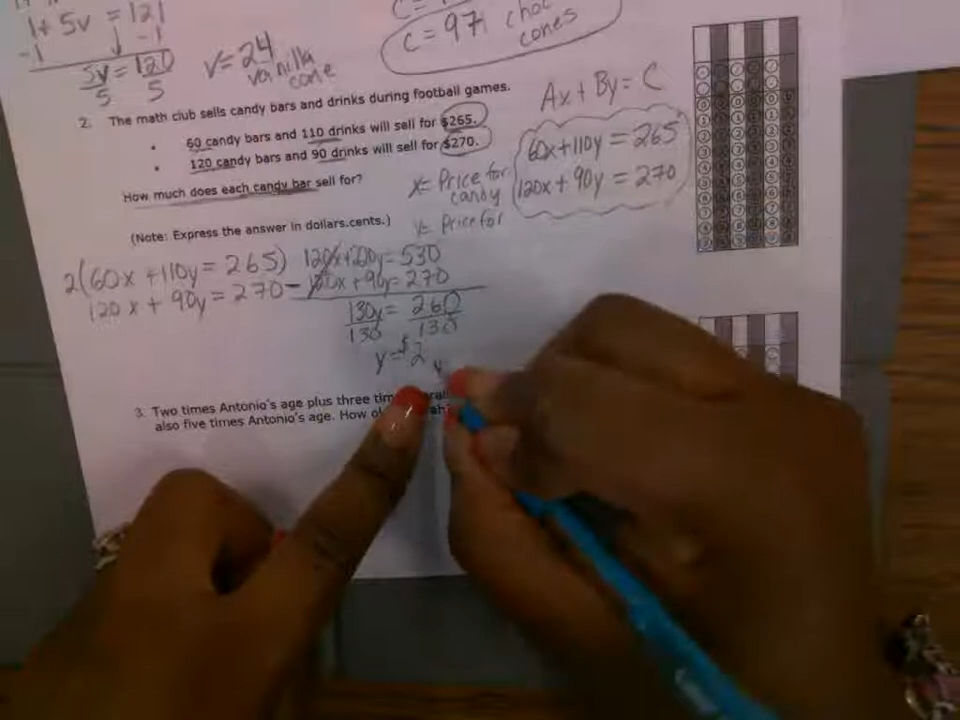 1 + 5v = 121
-1 ↓ -1
5v = 120
5 5
v = 24
vanilla
cone
c = 97
choc
cones
2. The math club sells candy bars and drinks during football games.
• 60 candy bars and 110 drinks will sell for $265.
• 120 candy bars and 90 drinks will sell for $270.
How much does each candy bar sell for?
(Note: Express the answer in dollars.cents.)
Ax + By = C
60x + 110y = 265
120x + 90y = 270
x = Price for
candy
y = Price for
2(60x + 110y = 265)
120x + 90y = 270
120x + 220y = 530
- 120x + 90y = 270
130y = 260
130 130
y = $2
3. Two times Antonio's age plus three
also five times Antonio's age. How